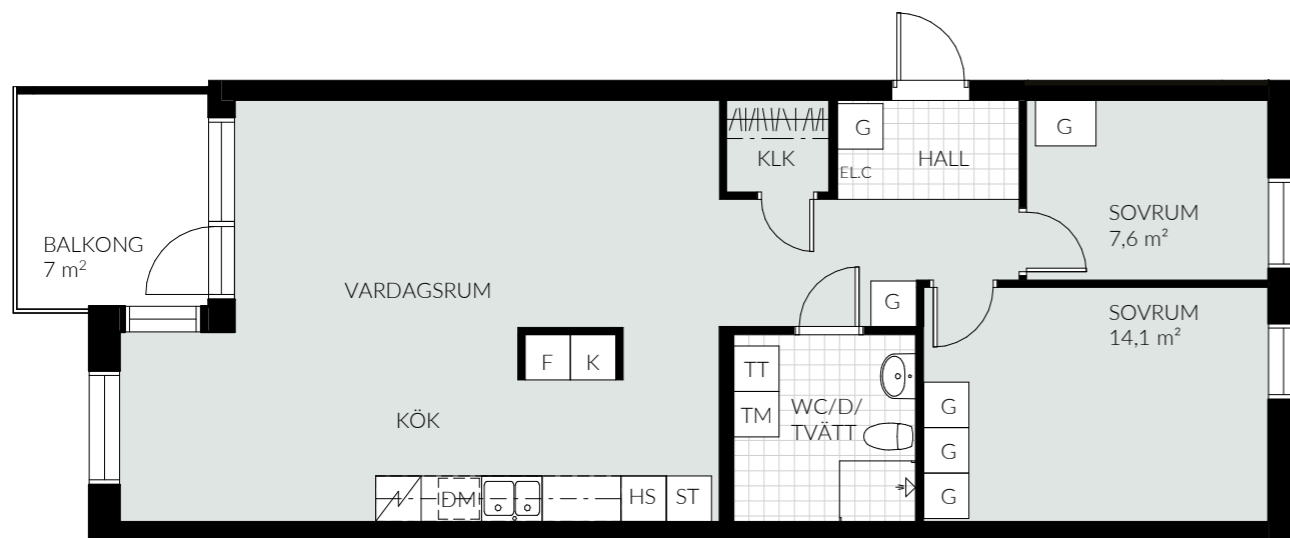 G
HALL
G
KLK
EL.C
SOVRUM
7,6 m²
BALKONG
7 m²
VARDAGSRUM
G
SOVRUM
14,1 m²
F
K
TT
TM
WC/D/
TVÄTT
KÖK
G
G
G
DM
HS
ST